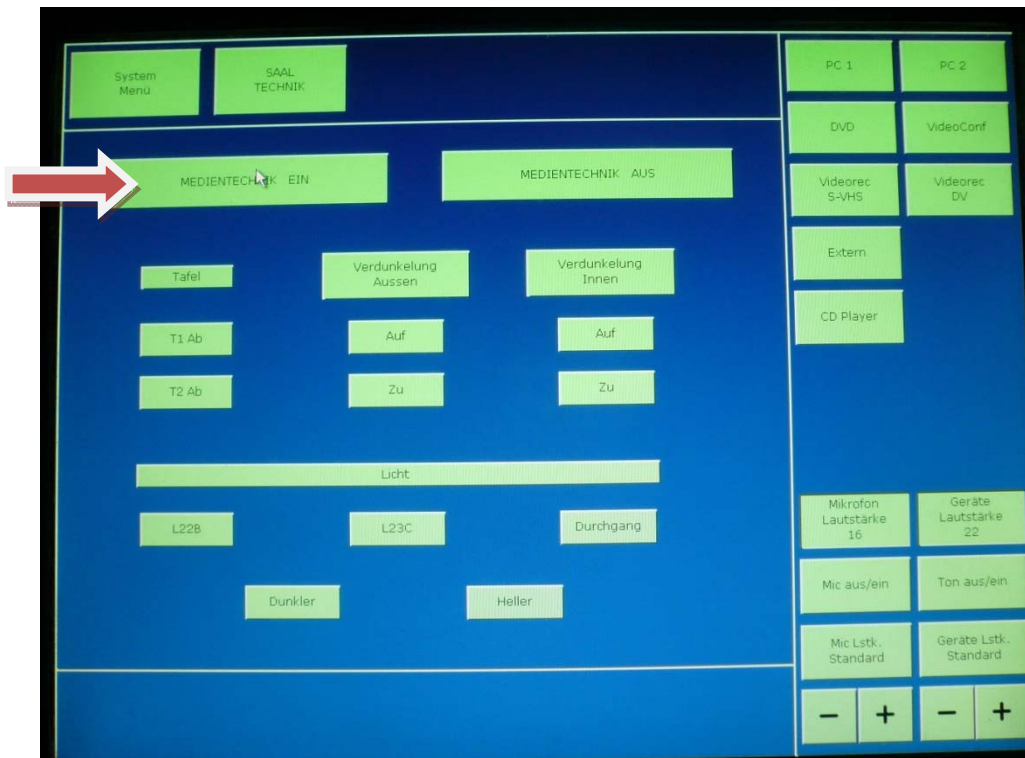 System
Menü
SAAL
TECHNIK
MEDIENTECHNIK EIN
MEDIENTECHNIK AUS
Tafel
Verdunkelung
Aussen
Verdunkelung
Innen
T1 Ab
Auf
Auf
T2 Ab
Zu
Zu
Licht
L22B
L23C
Durchgang
Dunkler
Heller
PC 1
PC 2
DVD
VideoConf
Videorec
S-VHS
Videorec
DV
Extern
CD Player
Mikrofon
Lautstärke
16
Geräte
Lautstärke
22
Mic aus/ein
Ton aus/ein
Mic Lstk.
Standard
Geräte Lstk.
Standard
− +
− +